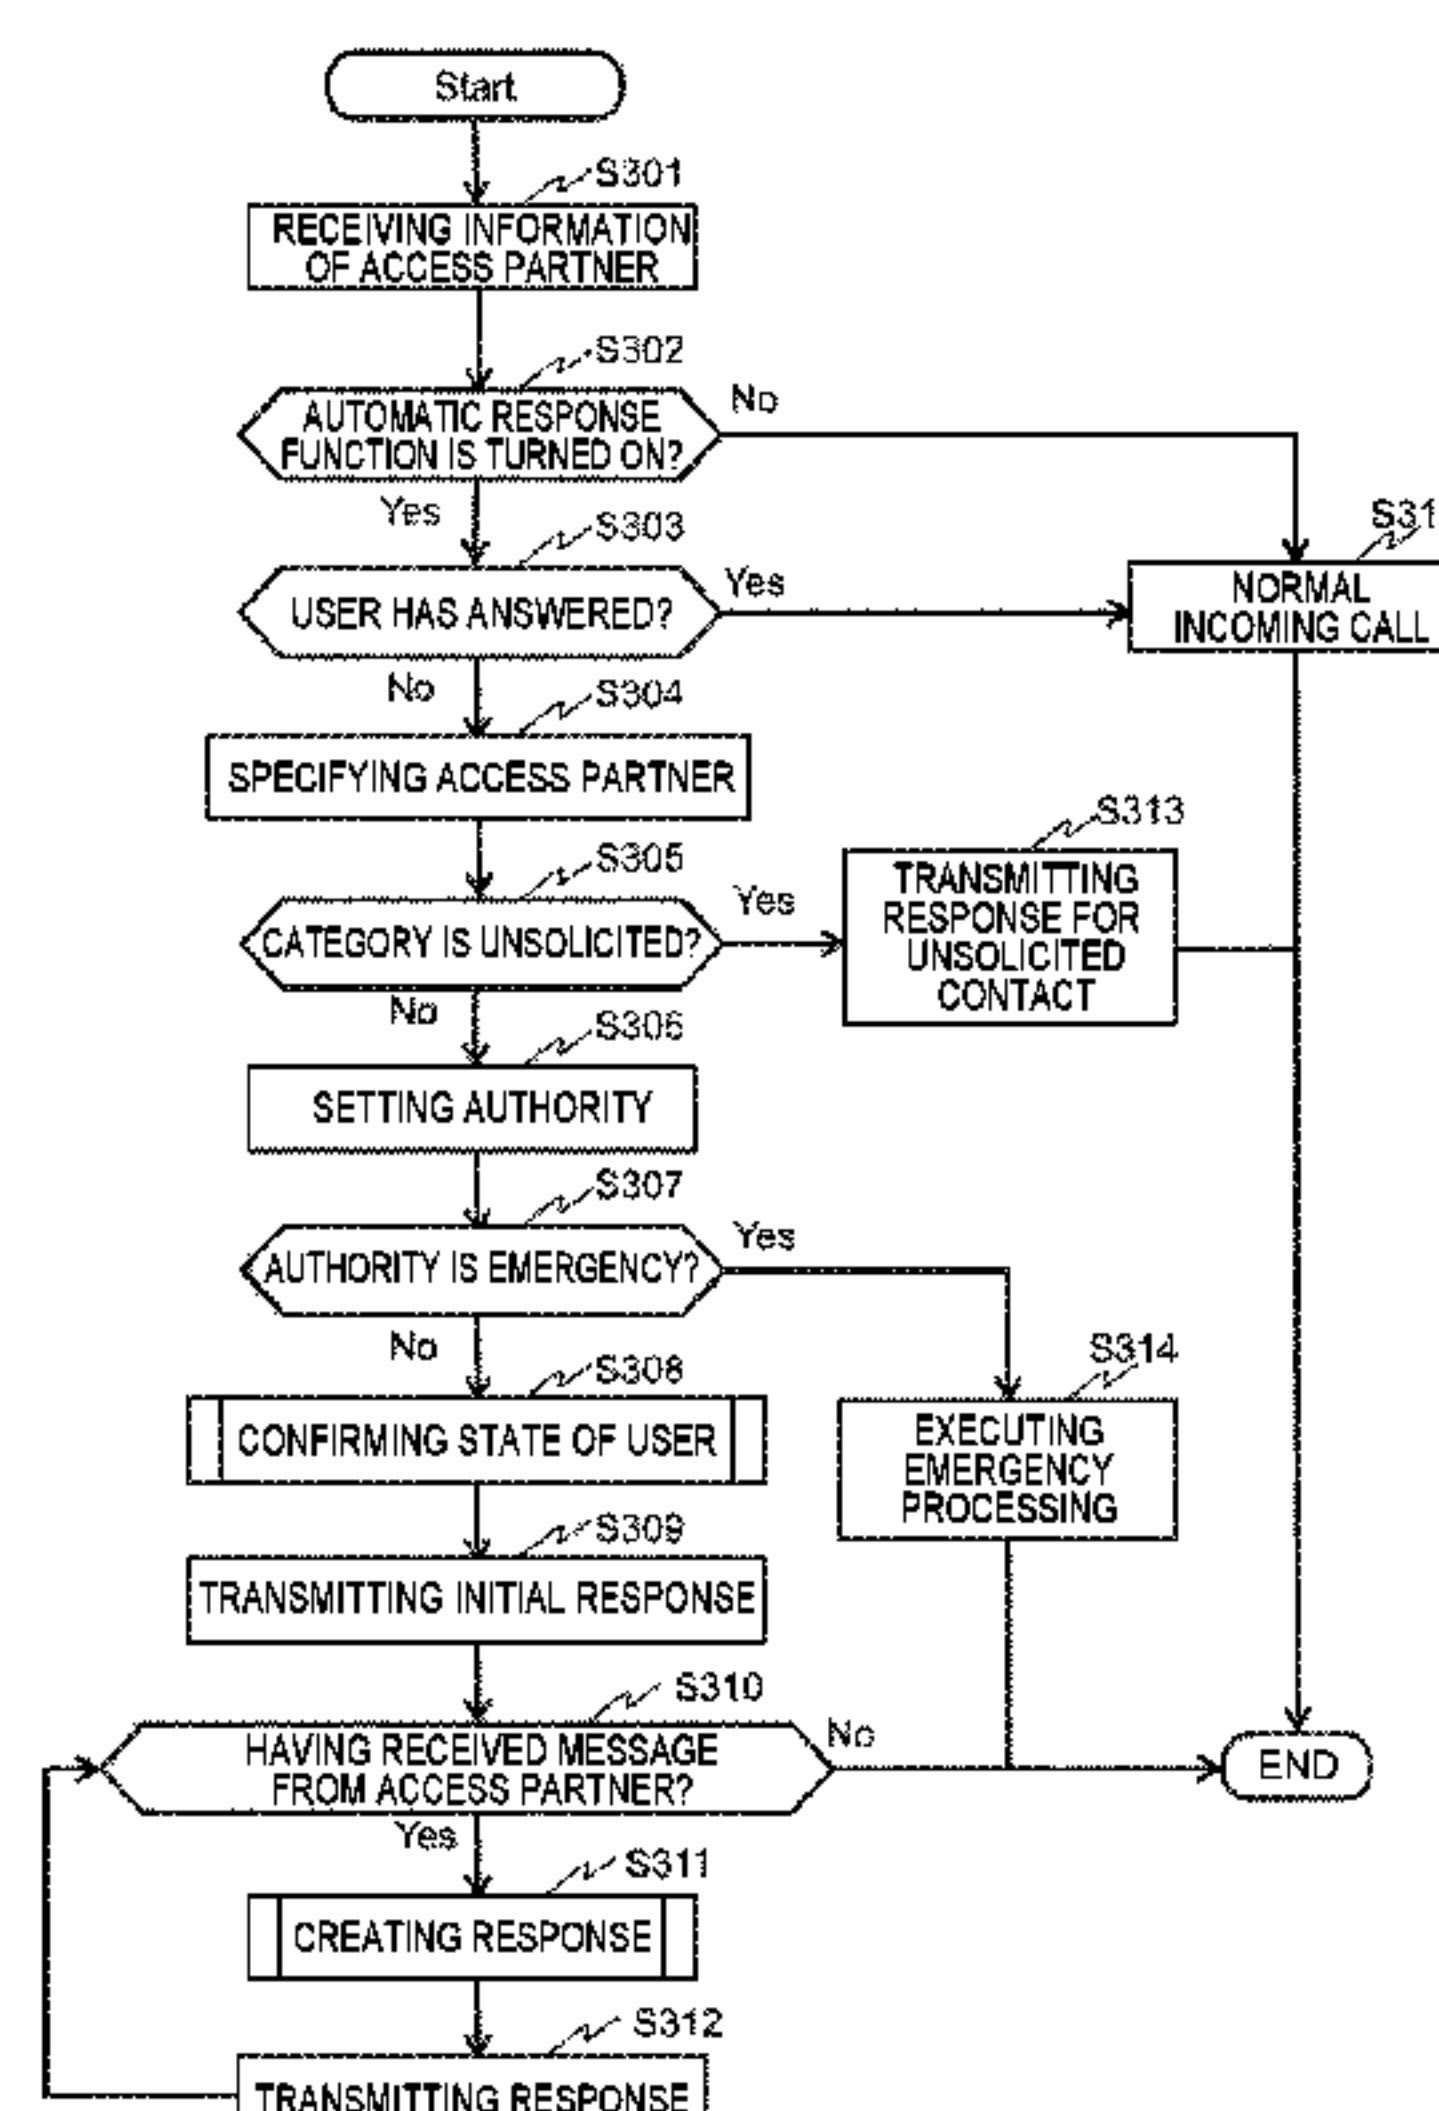 Start
S301
RECEIVING INFORMATION
OF ACCESS PARTNER
S302
AUTOMATIC RESPONSE
FUNCTION IS TURNED ON?
No
Yes
S303
USER HAS ANSWERED?
Yes
No
S31
NORMAL
INCOMING CALL
S304
SPECIFYING ACCESS PARTNER
S305
CATEGORY IS UNSOLICITED?
Yes
No
S313
TRANSMITTING
RESPONSE FOR
UNSOLICITED
CONTACT
S306
SETTING AUTHORITY
S307
AUTHORITY IS EMERGENCY?
Yes
No
S308
CONFIRMING STATE OF USER
S314
EXECUTING
EMERGENCY
PROCESSING
S309
TRANSMITTING INITIAL RESPONSE
S310
HAVING RECEIVED MESSAGE
FROM ACCESS PARTNER?
No
END
Yes
S311
CREATING RESPONSE
S312
TRANSMITTING RESPONSE